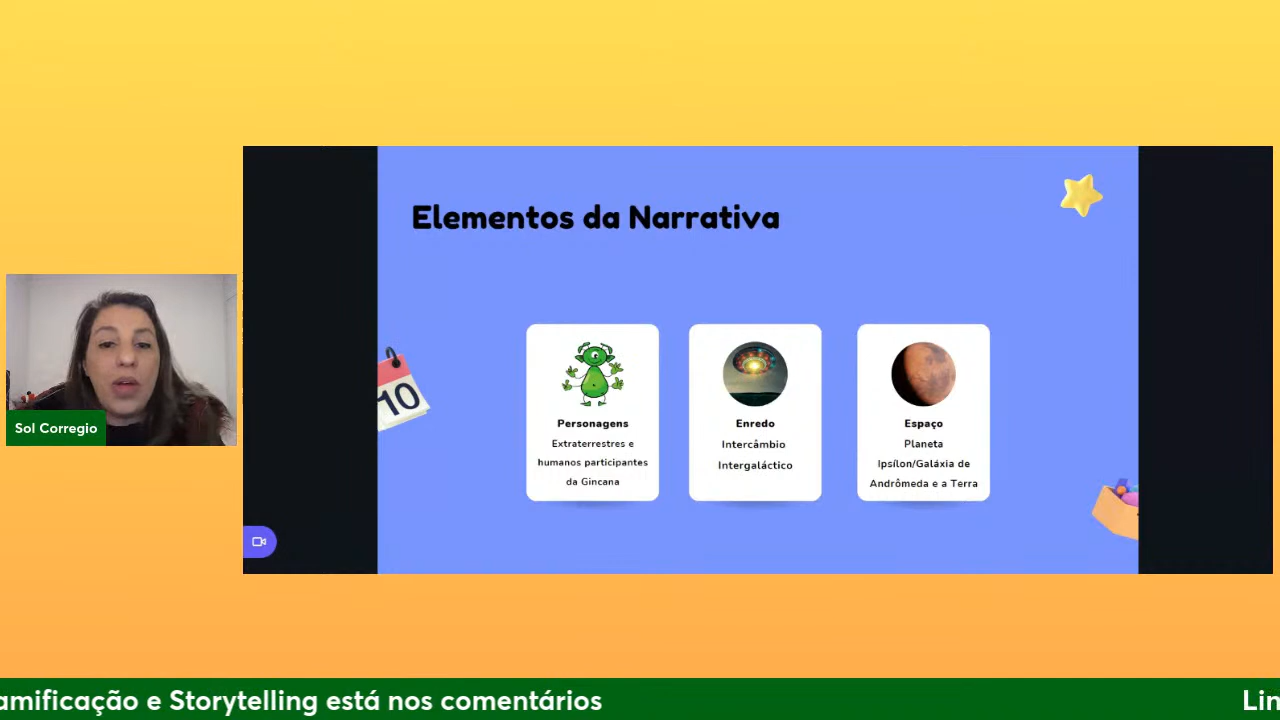 Elementos da Narrativa
10
Personagens
Extraterrestres e
humanos participantes
da Gincana
Enredo
Intercâmbio
Intergaláctico
Espaço
Planeta
Ipsílon/Galáxia de
Andrômeda e a Terra
Sol Corregio
amificação e Storytelling está nos comentários
Lin